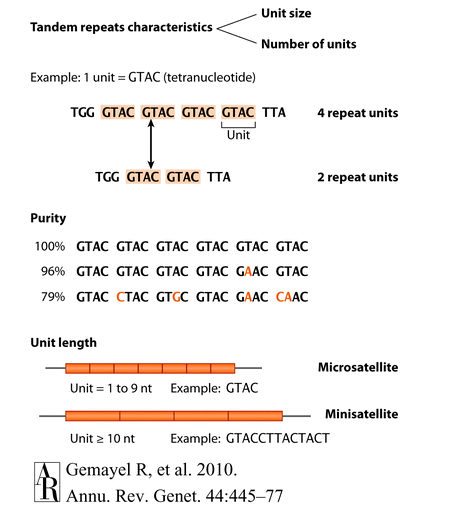 Unit size
Tandem repeats characteristics
Number of units
Example: 1 unit = GTAC (tetranucleotide)
TGG GTAC GTAC GTAC GTAC TTA 4 repeat units
Unit
TGG GTAC GTAC TTA 2 repeat units
Purity
100% GTAC GTAC GTAC GTAC GTAC GTAC
96% GTAC GTAC GTAC GTAC GAAC GTAC
79% GTAC CTAC GTGC GTAC GAAC CAAC
Unit length
Microsatellite
Unit = 1 to 9 nt Example: GTAC
Minisatellite
Unit ≥ 10 nt Example: GTACCTTACTACT
AR Gemayel R, et al. 2010.
Annu. Rev. Genet. 44:445–77